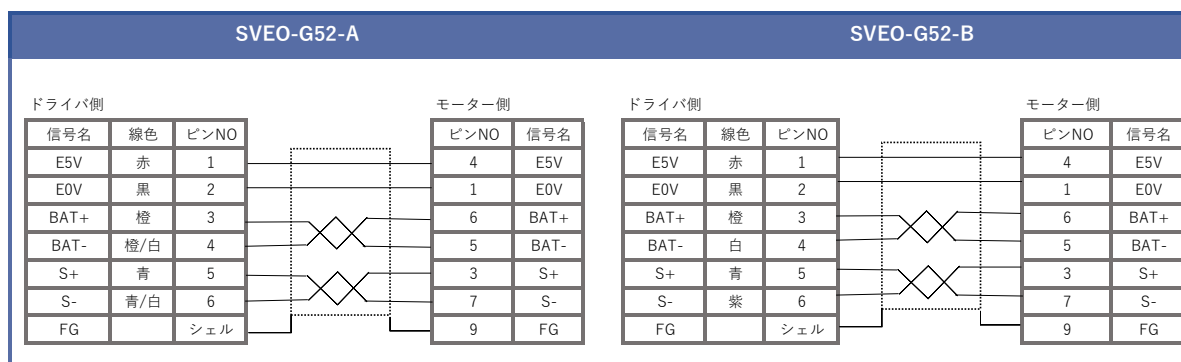 SVEO-G52-A SVEO-G52-B
ドライバ側 モーター側 ドライバ側 モーター側
信号名 線色 ピンNO ピンNO 信号名 信号名 線色 ピンNO ピンNO 信号名
E5V 赤 1 4 E5V E5V 赤 1 4 E5V
E0V 黒 2 1 E0V E0V 黒 2 1 E0V
BAT+ 橙 3 6 BAT+ BAT+ 橙 3 6 BAT+
BAT- 橙/白 4 5 BAT- BAT- 白 4 5 BAT-
S+ 青 5 3 S+ S+ 青 5 3 S+
S- 青/白 6 7 S- S- 紫 6 7 S-
FG シェル 9 FG FG シェル 9 FG